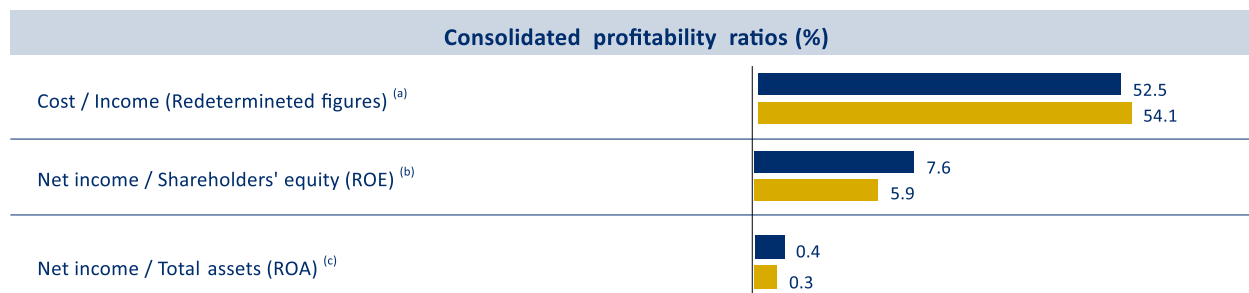 Consolidated profitability ratios (%)
Cost / Income (Redetermineted figures) (a)
52.5
54.1
Net income / Shareholders' equity (ROE) (b)
7.6
5.9
Net income / Total assets (ROA) (c)
0.4
0.3